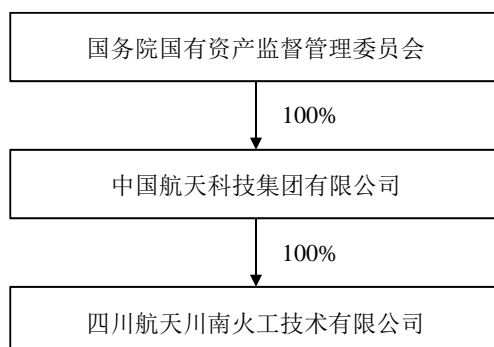 国务院国有资产监督管理委员会
100%
中国航天科技集团有限公司
100%
四川航天川南火工技术有限公司